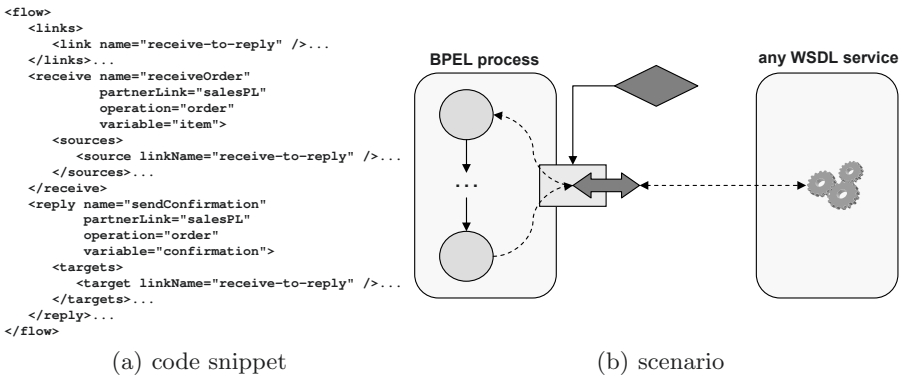 <flow>
<links>
<link name="receive-to-reply" />...
</links>...
<receive name="receiveOrder"
partnerLink="salesPL"
operation="order"
variable="item">
<sources>
<source linkName="receive-to-reply" />...
</sources>...
</receive>
<reply name="sendConfirmation"
partnerLink="salesPL"
operation="order"
variable="confirmation">
<targets>
<target linkName="receive-to-reply" />...
</targets>...
</reply>...
</flow>
(a) code snippet
BPEL process
any WSDL service
...
(b) scenario